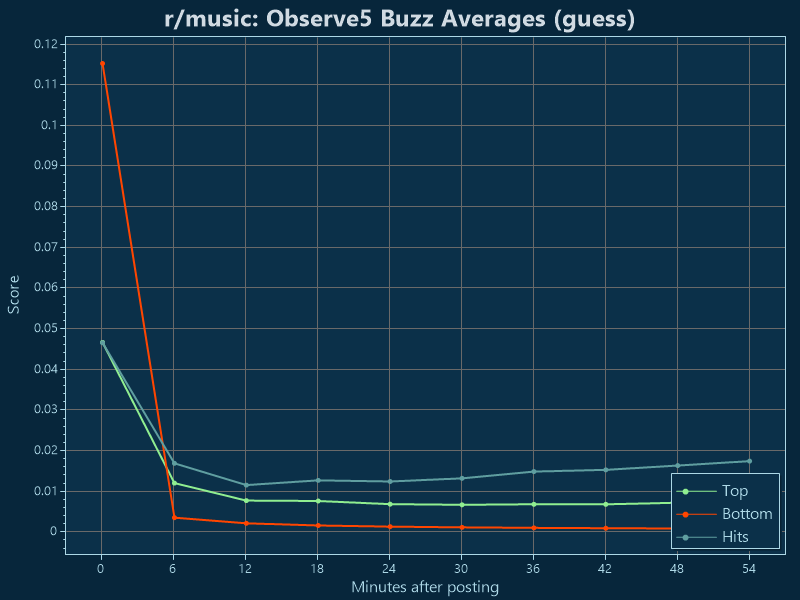 r/music: Observe5 Buzz Averages (guess)
0.12
0.11
0.1
0.09
0.08
0.07
0.06
0.05
0.04
0.03
0.02
0.01
0
Score
Top
Bottom
Hits
0 6 12 18 24 30 36 42 48 54
Minutes after posting